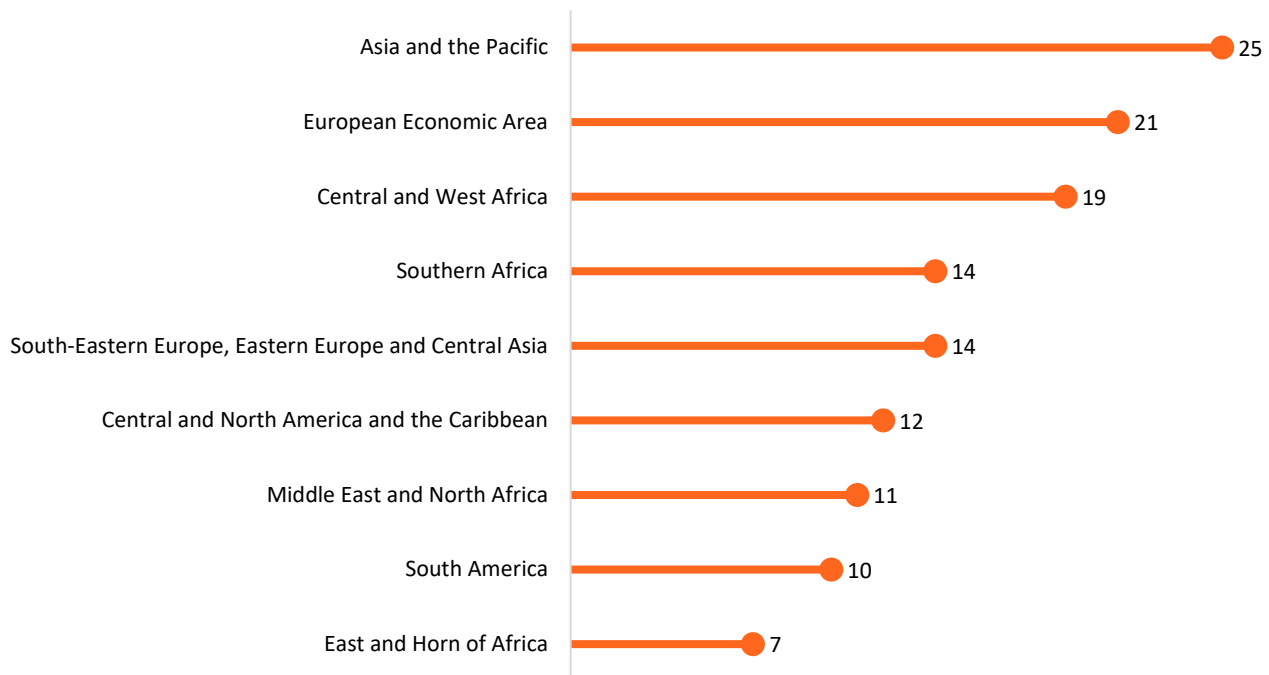 Asia and the Pacific 25
European Economic Area 21
Central and West Africa 19
Southern Africa 14
South-Eastern Europe, Eastern Europe and Central Asia 14
Central and North America and the Caribbean 12
Middle East and North Africa 11
South America 10
East and Horn of Africa 7